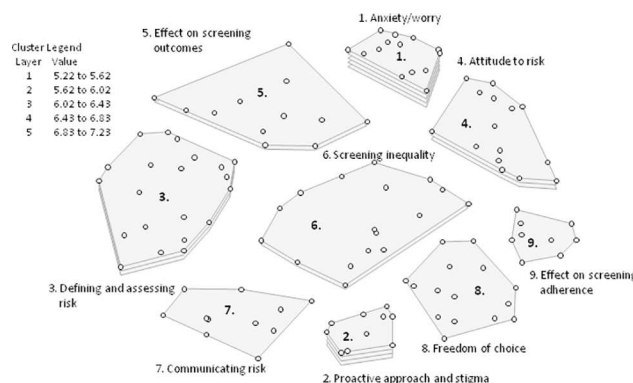 1. Anxiety/worry
5. Effect on screening
outcomes
Cluster Legend
Layer Value
1 5.22 to 5.62
2 5.62 to 6.02
3 6.02 to 6.43
4 6.43 to 6.83
5 6.83 to 7.23
4. Attitude to risk
1.
5.
4.
6. Screening inequality
3.
6.
9.
3. Defining and assessing
risk
9. Effect on screening
adherence
7.
8.
2.
8. Freedom of choice
7. Communicating risk
2. Proactive approach and stigma